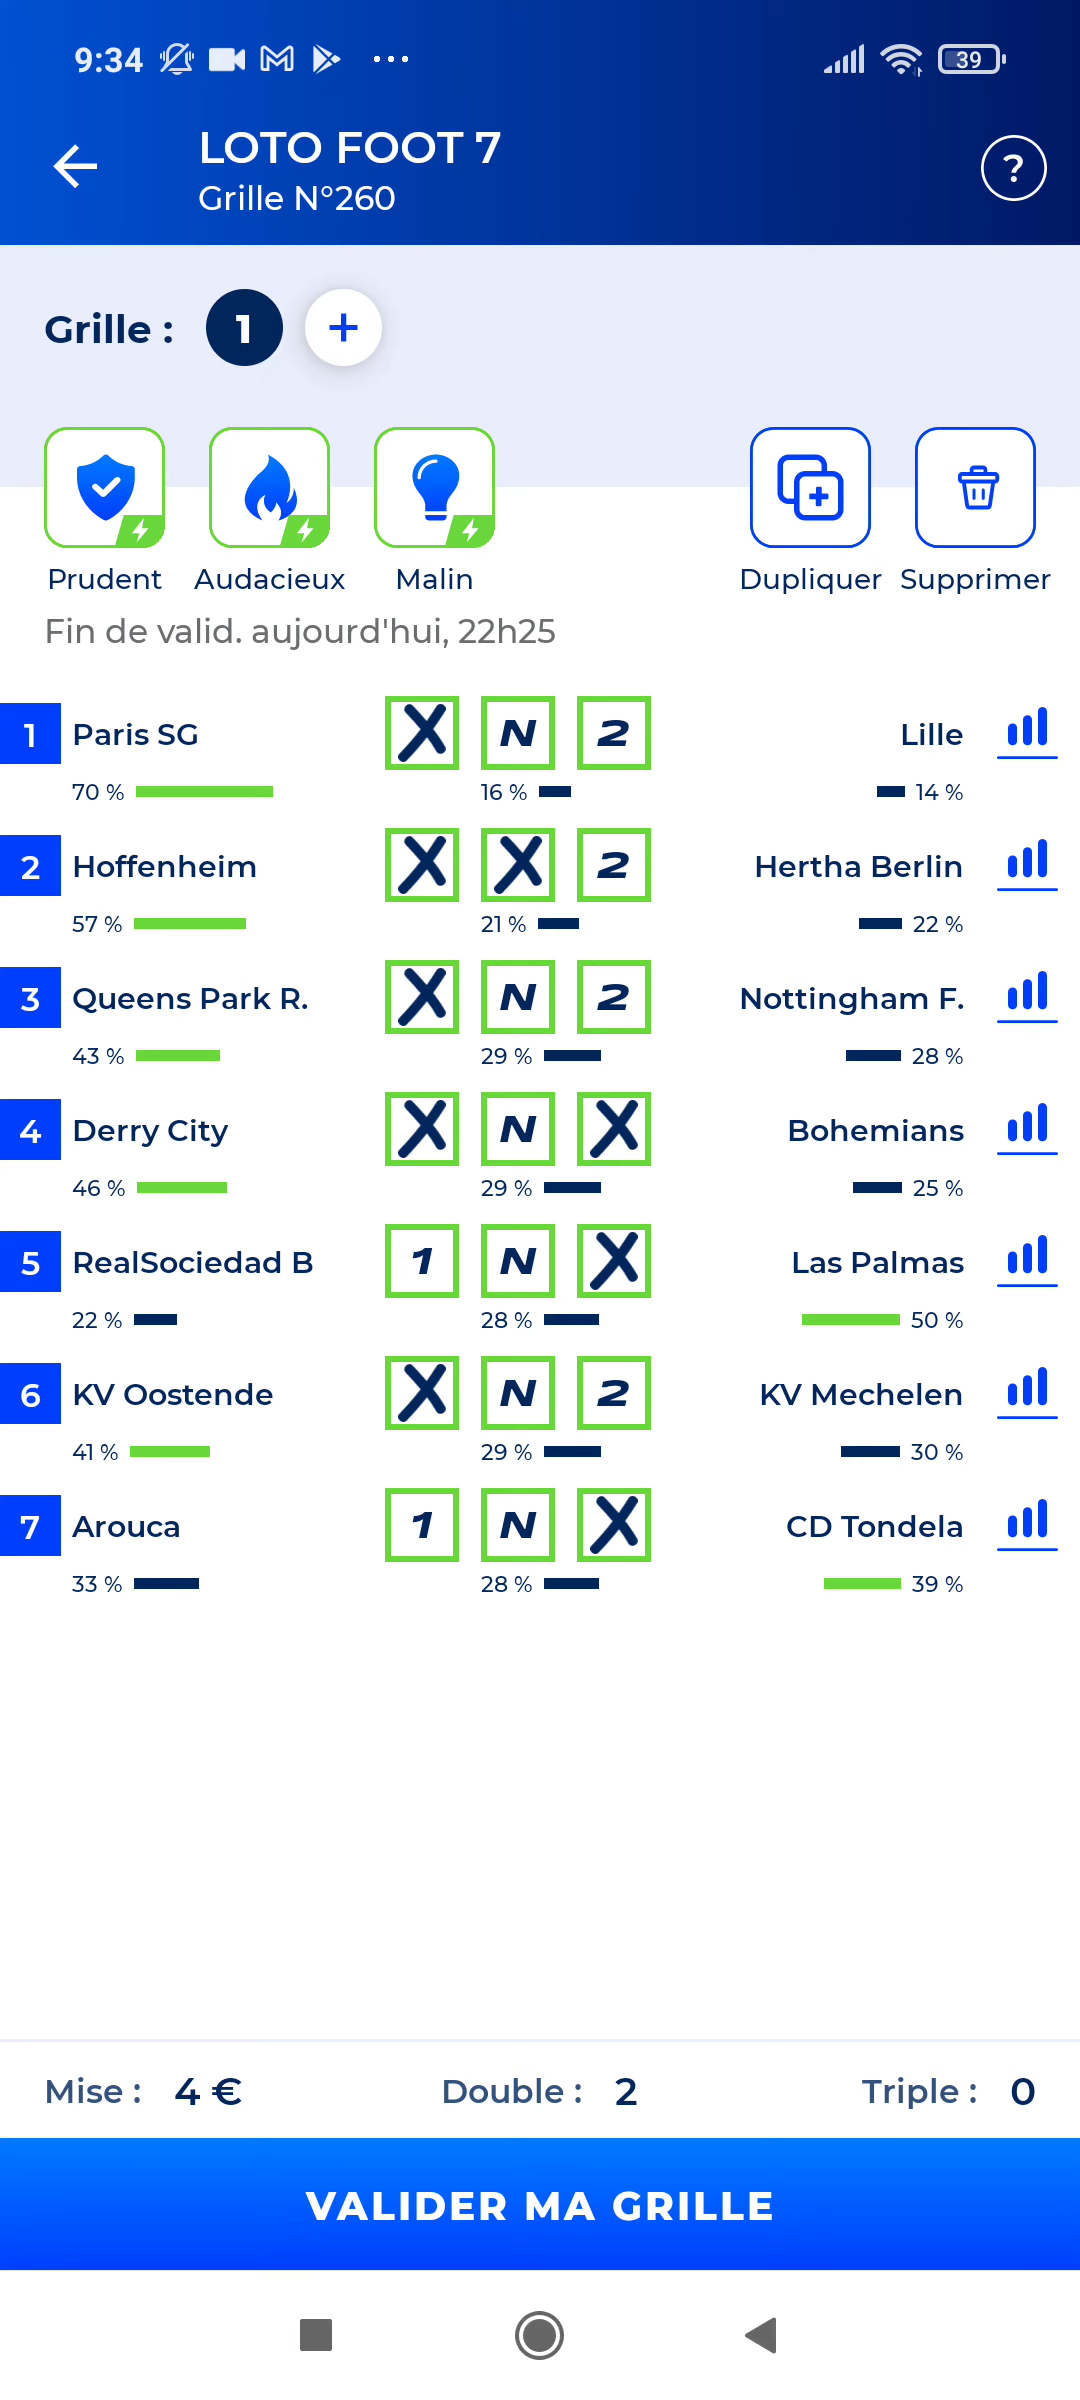 9:34
39
LOTO FOOT 7
Grille N°260
?
Grille : 1 +
Prudent Audacieux Malin Dupliquer Supprimer
Fin de valid. aujourd'hui, 22h25
1 Paris SG X N 2 Lille
70 % 16 % 14 %
2 Hoffenheim X X 2 Hertha Berlin
57 % 21 % 22 %
3 Queens Park R. X N 2 Nottingham F.
43 % 29 % 28 %
4 Derry City X N X Bohemians
46 % 29 % 25 %
5 RealSociedad B 1 N X Las Palmas
22 % 28 % 50 %
6 KV Oostende X N 2 KV Mechelen
41 % 29 % 30 %
7 Arouca 1 N X CD Tondela
33 % 28 % 39 %
Mise : 4 € Double : 2 Triple : 0
VALIDER MA GRILLE